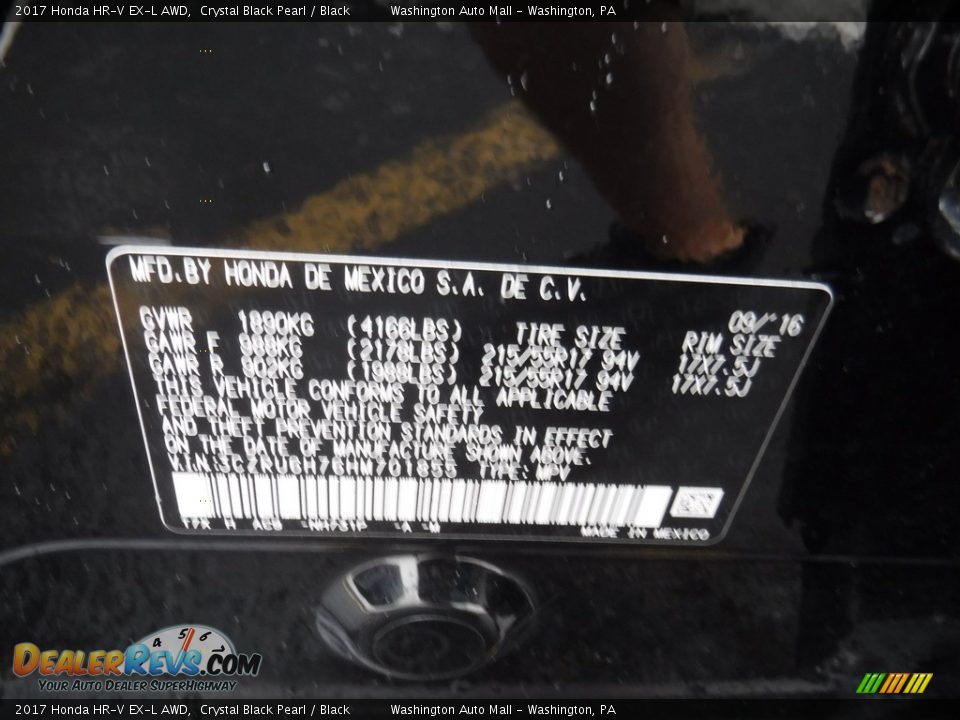 2017 Honda HR-V EX-L AWD, Crystal Black Pearl / Black Washington Auto Mall - Washington, PA
MFD.BY HONDA DE MEXICO S.A. DE C.V.
09/'16
GVWR 1890KG (4166LBS) TIRE SIZE RIM SIZE
GAWR F 988KG (2178LBS) 215/55R17 94V 17X7.5J
GAWR R 902KG (1988LBS) 215/55R17 94V 17X7.5J
THIS VEHICLE CONFORMS TO ALL APPLICABLE
FEDERAL MOTOR VEHICLE SAFETY
AND THEFT PREVENTION STANDARDS IN EFFECT
ON THE DATE OF MANUFACTURE SHOWN ABOVE.
V.I.N:3CZRU6H76HM701855 TYPE: MPV
-A -M MADE IN MEXICO
DealerRevs.com
Your Auto Dealer SuperHighway
4 5 6
2017 Honda HR-V EX-L AWD, Crystal Black Pearl / Black Washington Auto Mall - Washington, PA